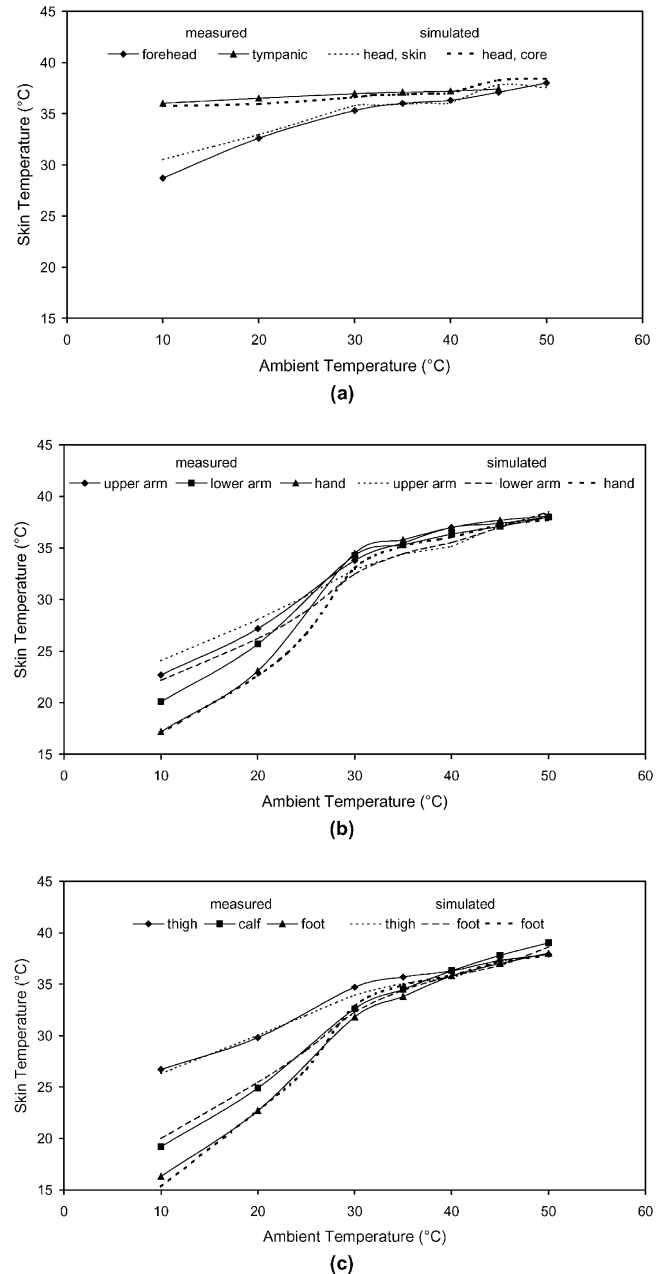 measured simulated
forehead tympanic head, skin head, core
45
40
35
30
25
20
15
0 10 20 30 40 50 60
Skin Temperature (°C)
Ambient Temperature (°C)
(a)
measured simulated
upper arm lower arm hand upper arm lower arm hand
45
40
35
30
25
20
15
0 10 20 30 40 50 60
Skin Temperature (°C)
Ambient Temperature (°C)
(b)
measured simulated
thigh calf foot thigh foot foot
45
40
35
30
25
20
15
0 10 20 30 40 50 60
Skin Temperature (°C)
Ambient Temperature (°C)
(c)